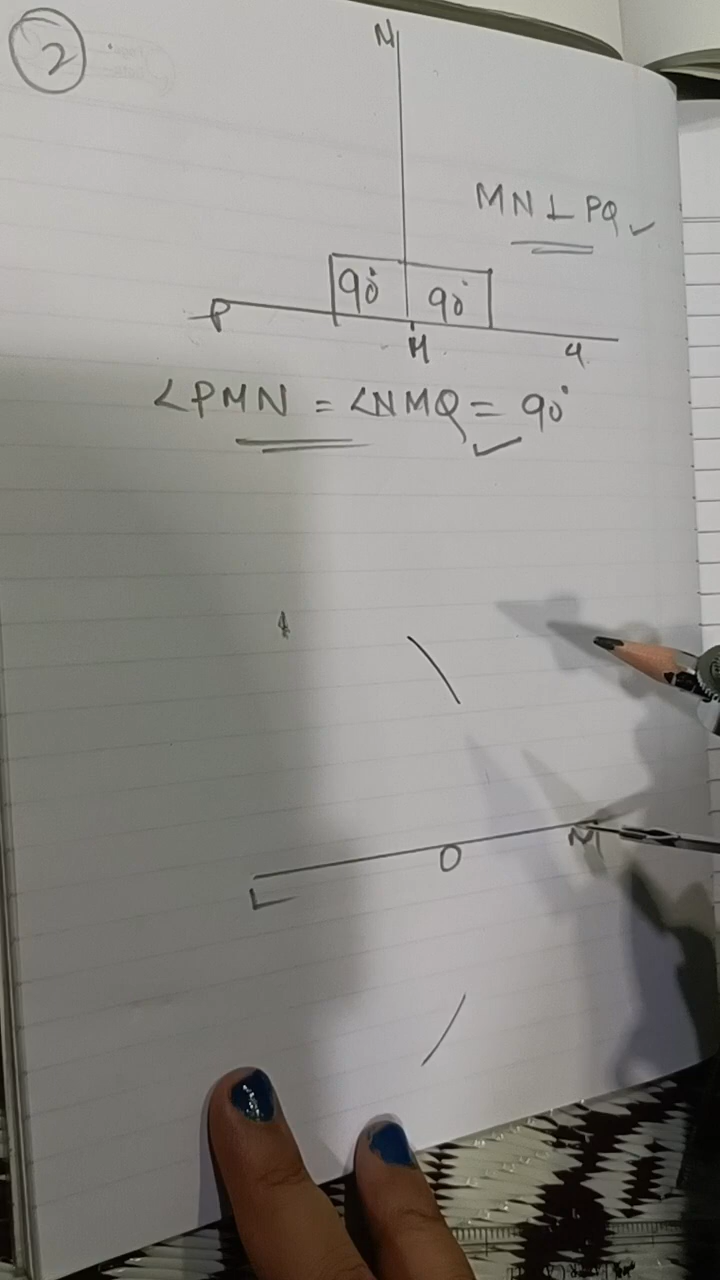 2
N
MN ⊥ PQ
90° 90°
P
M
Q
∠PMN = ∠NMQ = 90°
O
M
L